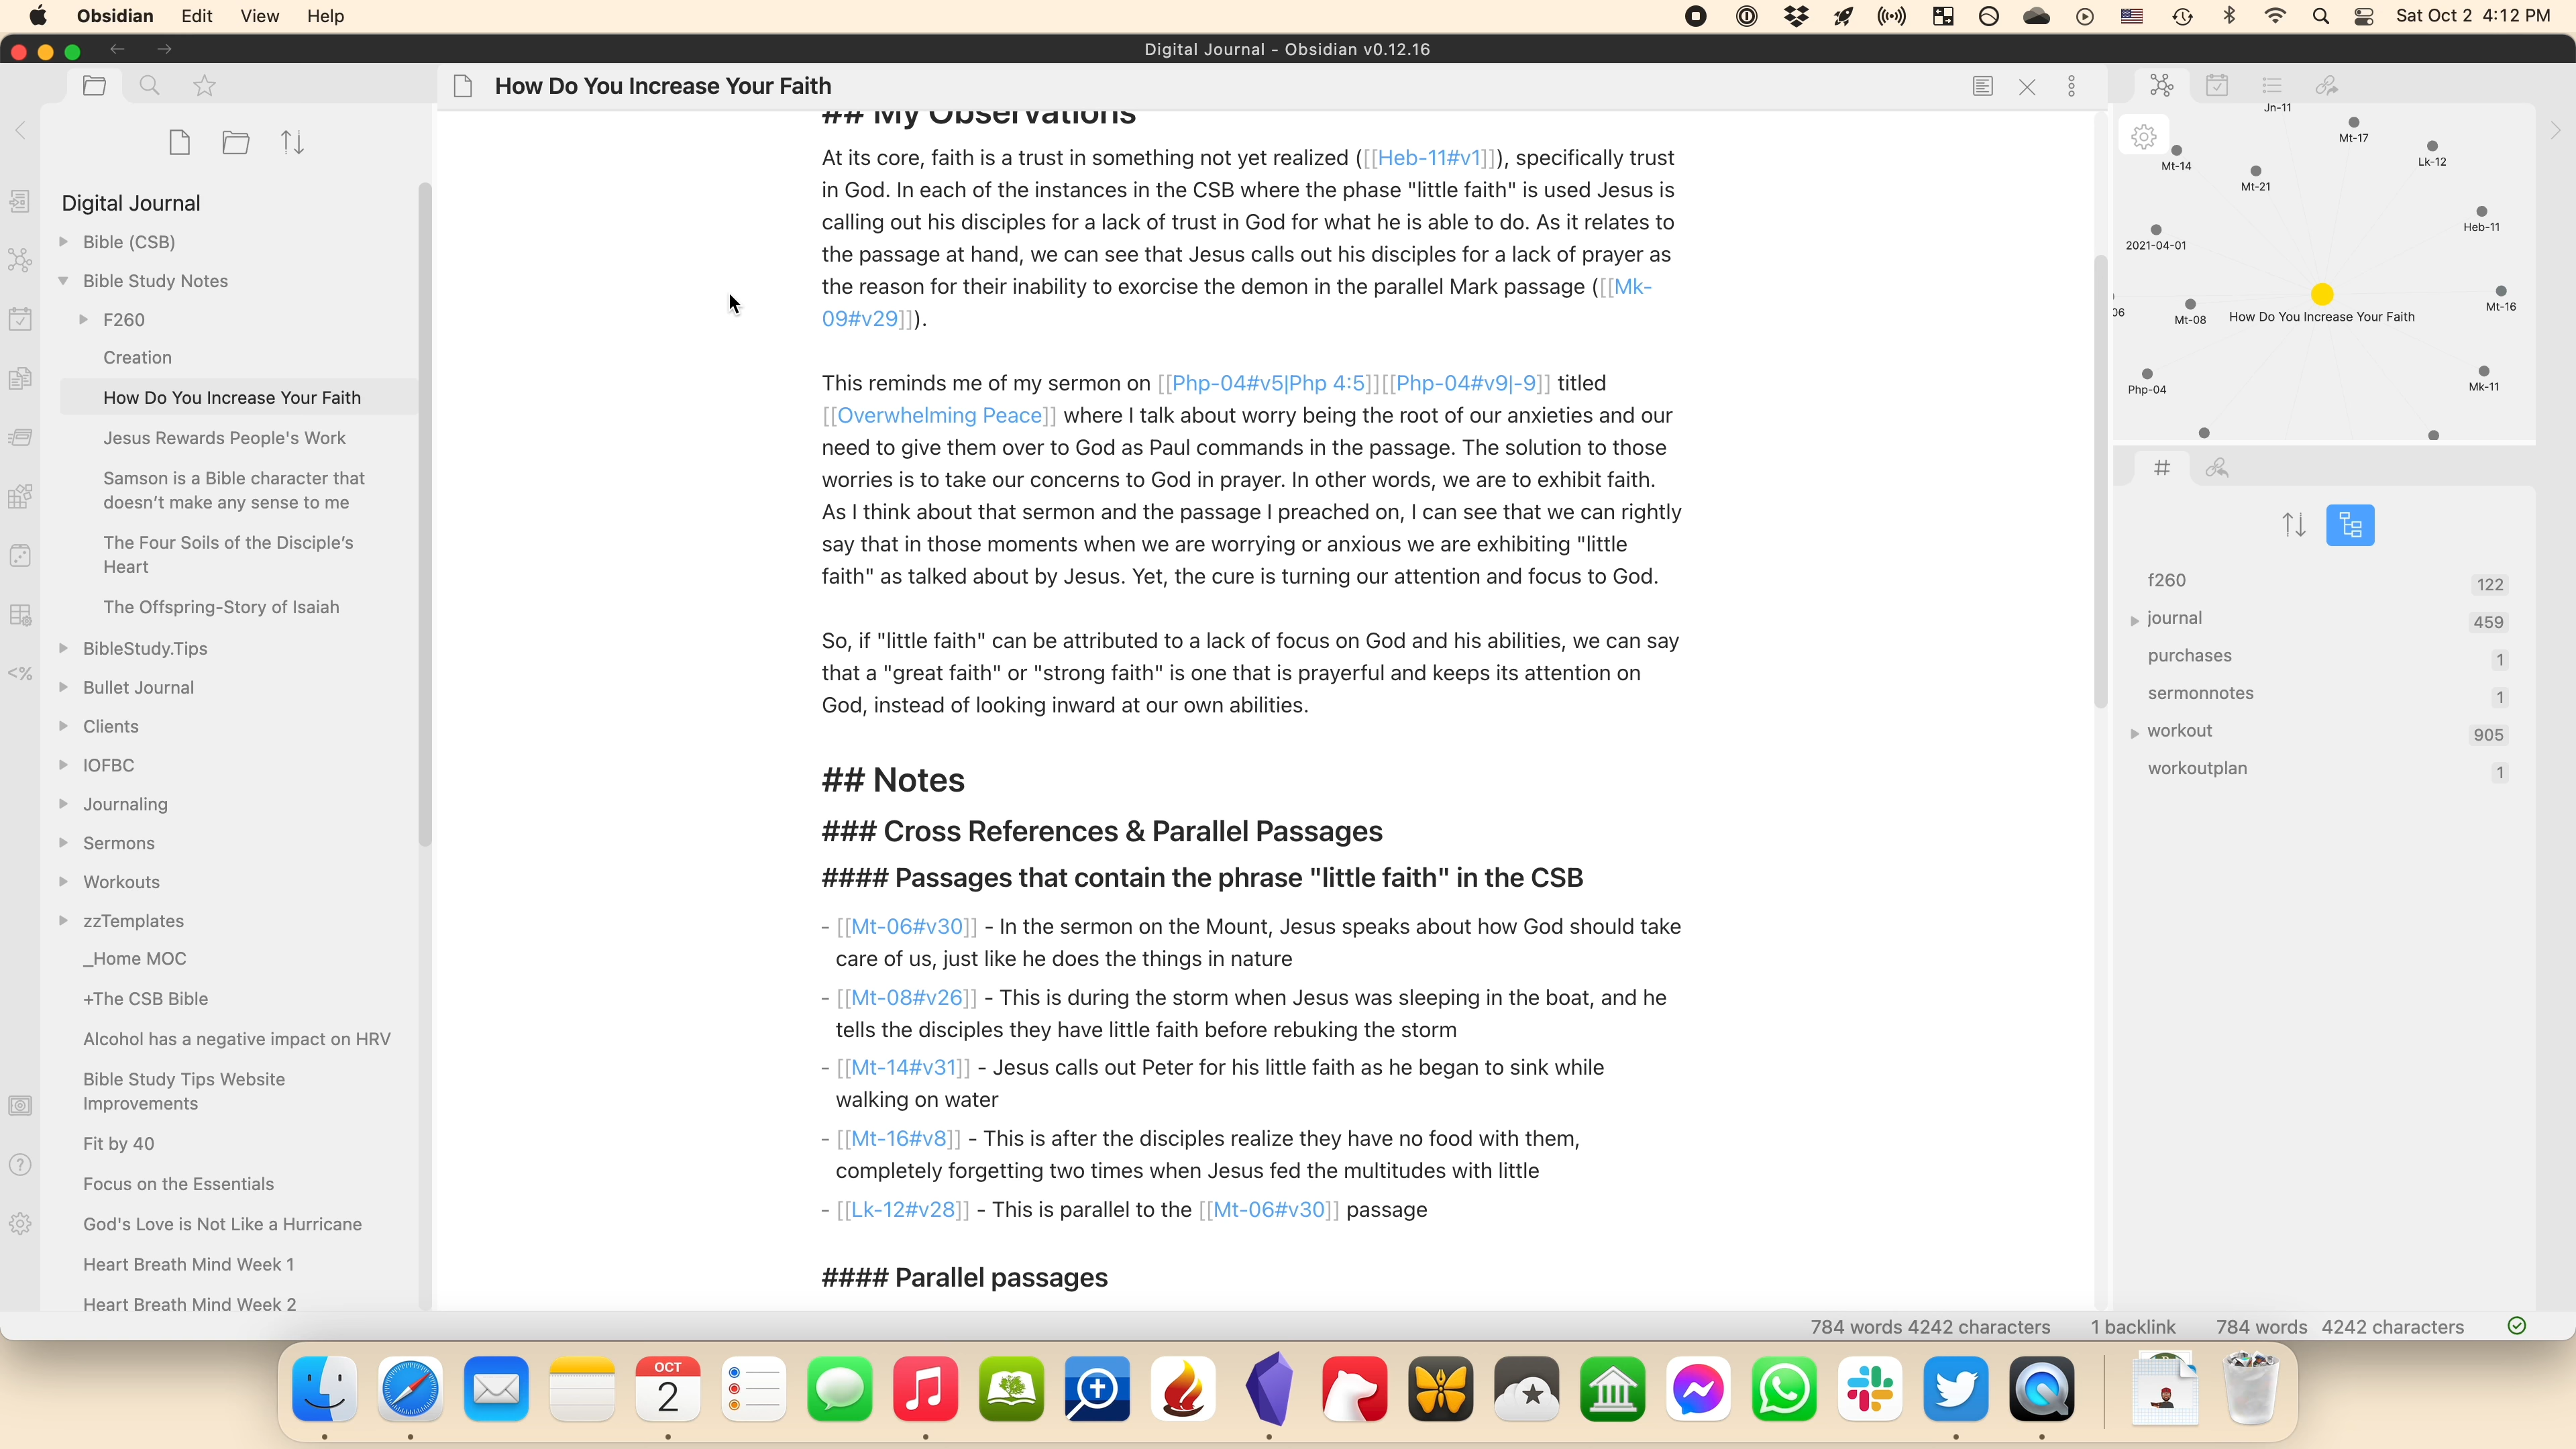 Obsidian Edit View Help
Sat Oct 2 4:12 PM
Digital Journal - Obsidian v0.12.16
How Do You Increase Your Faith
Digital Journal
Bible (CSB)
Bible Study Notes
F260
Creation
How Do You Increase Your Faith
Jesus Rewards People's Work
Samson is a Bible character that
doesn't make any sense to me
The Four Soils of the Disciple's
Heart
The Offspring-Story of Isaiah
BibleStudy.Tips
Bullet Journal
Clients
IOFBC
Journaling
Sermons
Workouts
zzTemplates
_Home MOC
+The CSB Bible
Alcohol has a negative impact on HRV
Bible Study Tips Website
Improvements
Fit by 40
Focus on the Essentials
God's Love is Not Like a Hurricane
Heart Breath Mind Week 1
Heart Breath Mind Week 2
## My Observations
At its core, faith is a trust in something not yet realized ([[Heb-11#v1]]), specifically trust
in God. In each of the instances in the CSB where the phase "little faith" is used Jesus is
calling out his disciples for a lack of trust in God for what he is able to do. As it relates to
the passage at hand, we can see that Jesus calls out his disciples for a lack of prayer as
the reason for their inability to exorcise the demon in the parallel Mark passage ([[Mk-
09#v29]]).
This reminds me of my sermon on [[Php-04#v5|Php 4:5]][[Php-04#v9|-9]] titled
[[Overwhelming Peace]] where I talk about worry being the root of our anxieties and our
need to give them over to God as Paul commands in the passage. The solution to those
worries is to take our concerns to God in prayer. In other words, we are to exhibit faith.
As I think about that sermon and the passage I preached on, I can see that we can rightly
say that in those moments when we are worrying or anxious we are exhibiting "little
faith" as talked about by Jesus. Yet, the cure is turning our attention and focus to God.
So, if "little faith" can be attributed to a lack of focus on God and his abilities, we can say
that a "great faith" or "strong faith" is one that is prayerful and keeps its attention on
God, instead of looking inward at our own abilities.
## Notes
### Cross References & Parallel Passages
#### Passages that contain the phrase "little faith" in the CSB
- [[Mt-06#v30]] - In the sermon on the Mount, Jesus speaks about how God should take
care of us, just like he does the things in nature
- [[Mt-08#v26]] - This is during the storm when Jesus was sleeping in the boat, and he
tells the disciples they have little faith before rebuking the storm
- [[Mt-14#v31]] - Jesus calls out Peter for his little faith as he began to sink while
walking on water
- [[Mt-16#v8]] - This is after the disciples realize they have no food with them,
completely forgetting two times when Jesus fed the multitudes with little
- [[Lk-12#v28]] - This is parallel to the [[Mt-06#v30]] passage
#### Parallel passages
Jn-11
Mt-17
Mt-14
Lk-12
Mt-21
Heb-11
2021-04-01
Mt-16
06
Mt-08
How Do You Increase Your Faith
Php-04
Mk-11
#
f260 122
journal 459
purchases 1
sermonnotes 1
workout 905
workoutplan 1
<%
784 words 4242 characters 1 backlink 784 words 4242 characters
OCT
2